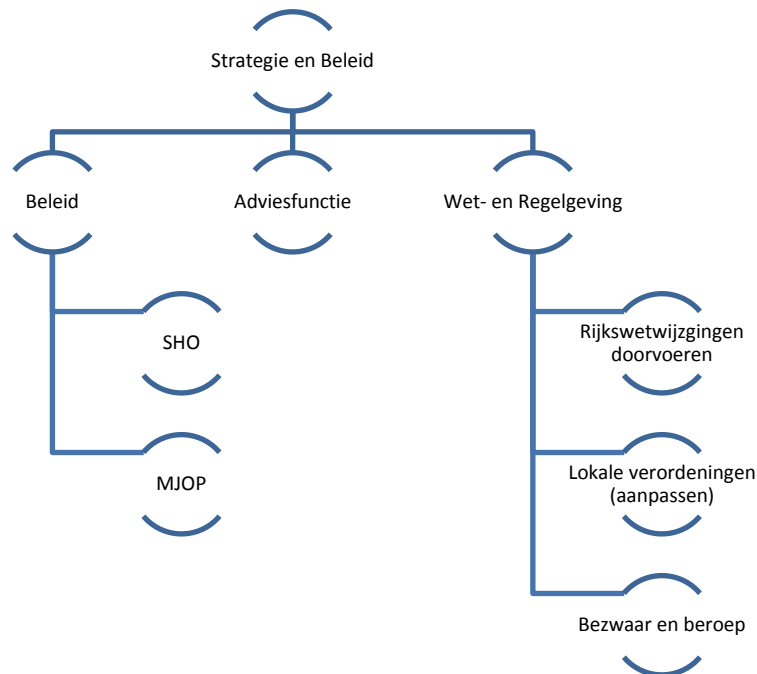 Strategie en Beleid
Beleid
Adviesfunctie
Wet- en Regelgeving
SHO
MJOP
Rijkswetwijzgingen
doorvoeren
Lokale verordeningen
(aanpassen)
Bezwaar en beroep